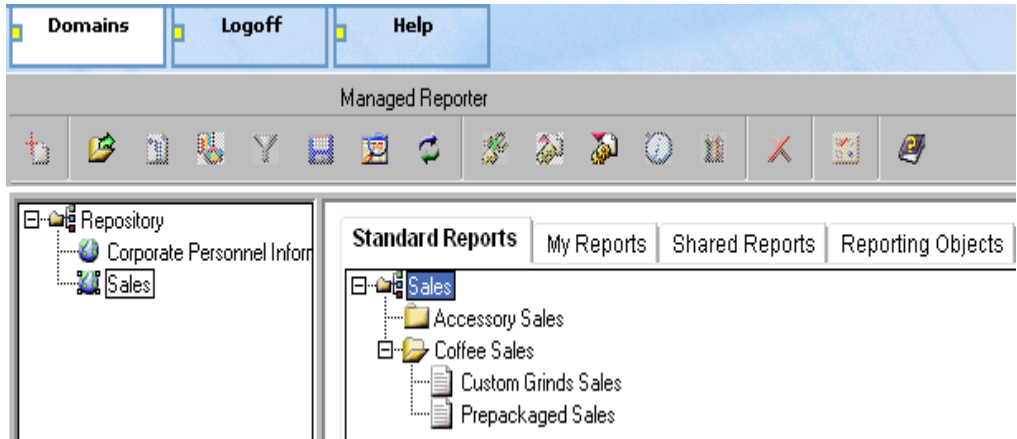 Domains Logoff Help
Managed Reporter
Repository
Corporate Personnel Inforr
Sales
Standard Reports My Reports Shared Reports Reporting Objects
Sales
Accessory Sales
Coffee Sales
Custom Grinds Sales
Prepackaged Sales